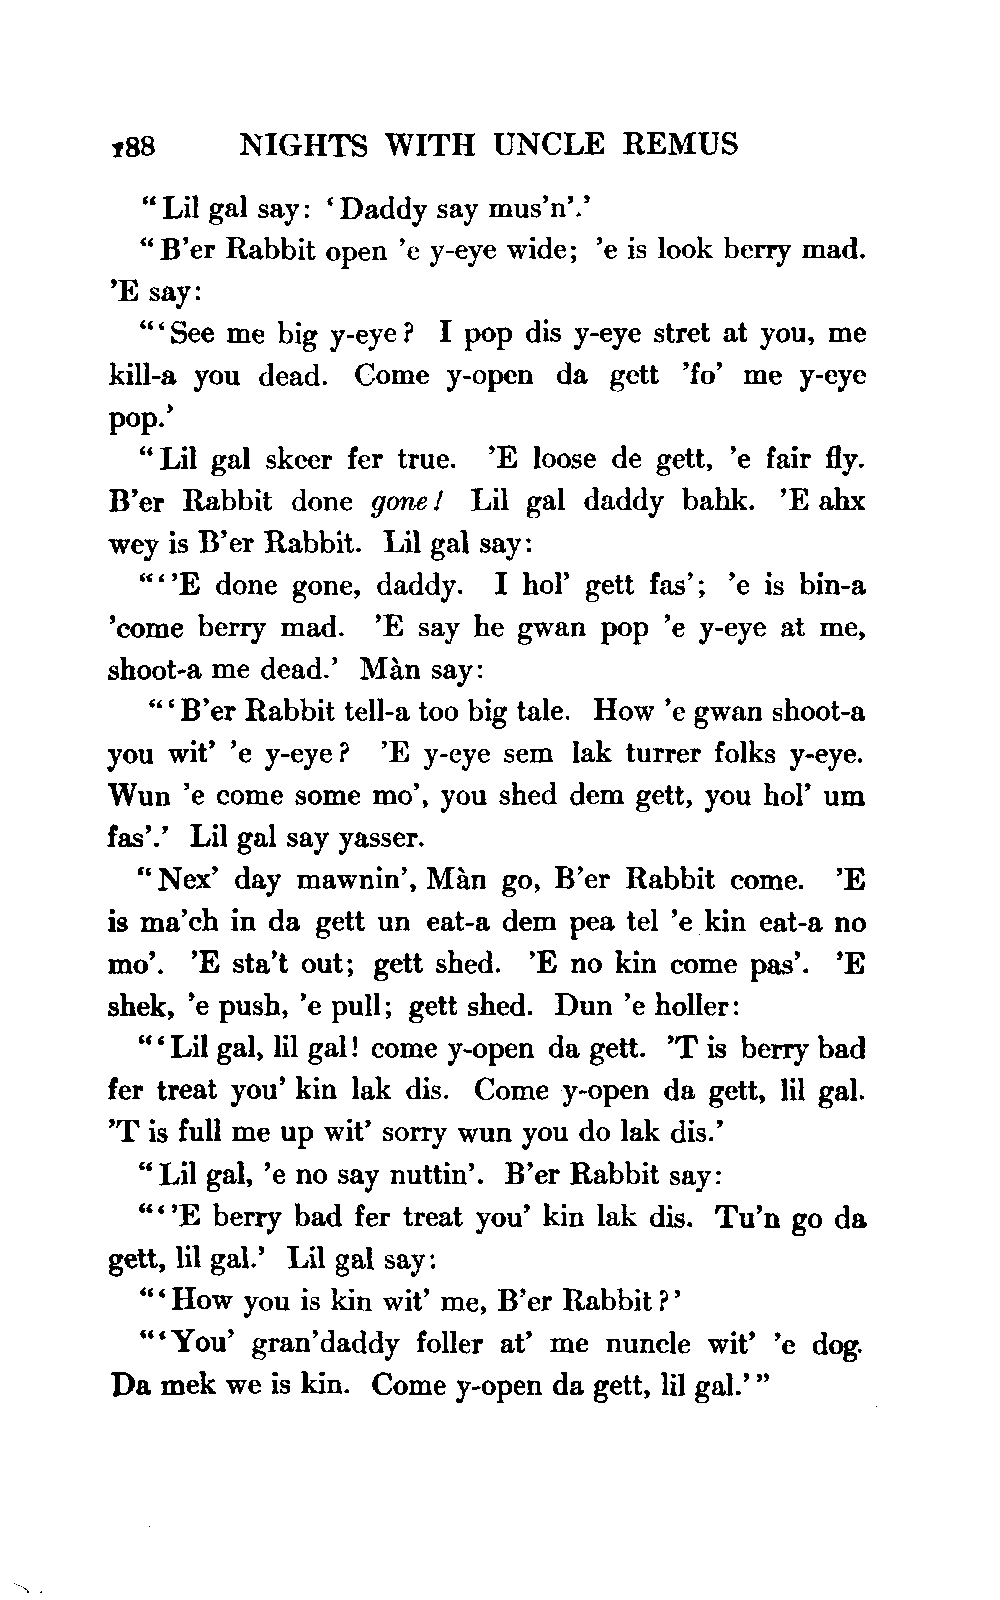 188 NIGHTS WITH UNCLE REMUS
“Lil gal say: ‘Daddy say mus’n’.’
“B’er Rabbit open ’e y-eye wide; ’e is look berry mad.
’E say:
“‘See me big y-eye? I pop dis y-eye stret at you, me
kill-a you dead. Come y-open da gett ’fo’ me y-eye
pop.’
“Lil gal skeer fer true. ’E loose de gett, ’e fair fly.
B’er Rabbit done gone! Lil gal daddy bahk. ’E ahx
wey is B’er Rabbit. Lil gal say:
“‘’E done gone, daddy. I hol’ gett fas’; ’e is bin-a
’come berry mad. ’E say he gwan pop ’e y-eye at me,
shoot-a me dead.’ Màn say:
“‘B’er Rabbit tell-a too big tale. How ’e gwan shoot-a
you wit’ ’e y-eye? ’E y-eye sem lak turrer folks y-eye.
Wun ’e come some mo’, you shed dem gett, you hol’ um
fas’.’ Lil gal say yasser.
“Nex’ day mawnin’, Màn go, B’er Rabbit come. ’E
is ma’ch in da gett un eat-a dem pea tel ’e kin eat-a no
mo’. ’E sta’t out; gett shed. ’E no kin come pas’. ’E
shek, ’e push, ’e pull; gett shed. Dun ’e holler:
“‘Lil gal, lil gal! come y-open da gett. ’T is berry bad
fer treat you’ kin lak dis. Come y-open da gett, lil gal.
’T is full me up wit’ sorry wun you do lak dis.’
“Lil gal, ’e no say nuttin’. B’er Rabbit say:
“‘’E berry bad fer treat you’ kin lak dis. Tu’n go da
gett, lil gal.’ Lil gal say:
“‘How you is kin wit’ me, B’er Rabbit?’
“‘You’ gran’daddy foller at’ me nuncle wit’ ’e dog.
Da mek we is kin. Come y-open da gett, lil gal.’”